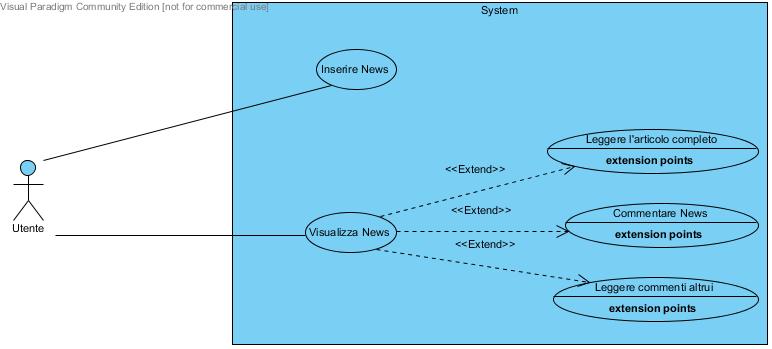 Visual Paradigm Community Edition [not for commercial use]
System
Inserire News
Leggere l'articolo completo
extension points
<<Extend>>
Commentare News
<<Extend>>
extension points
Utente
Visualizza News
<<Extend>>
Leggere commenti altrui
extension points